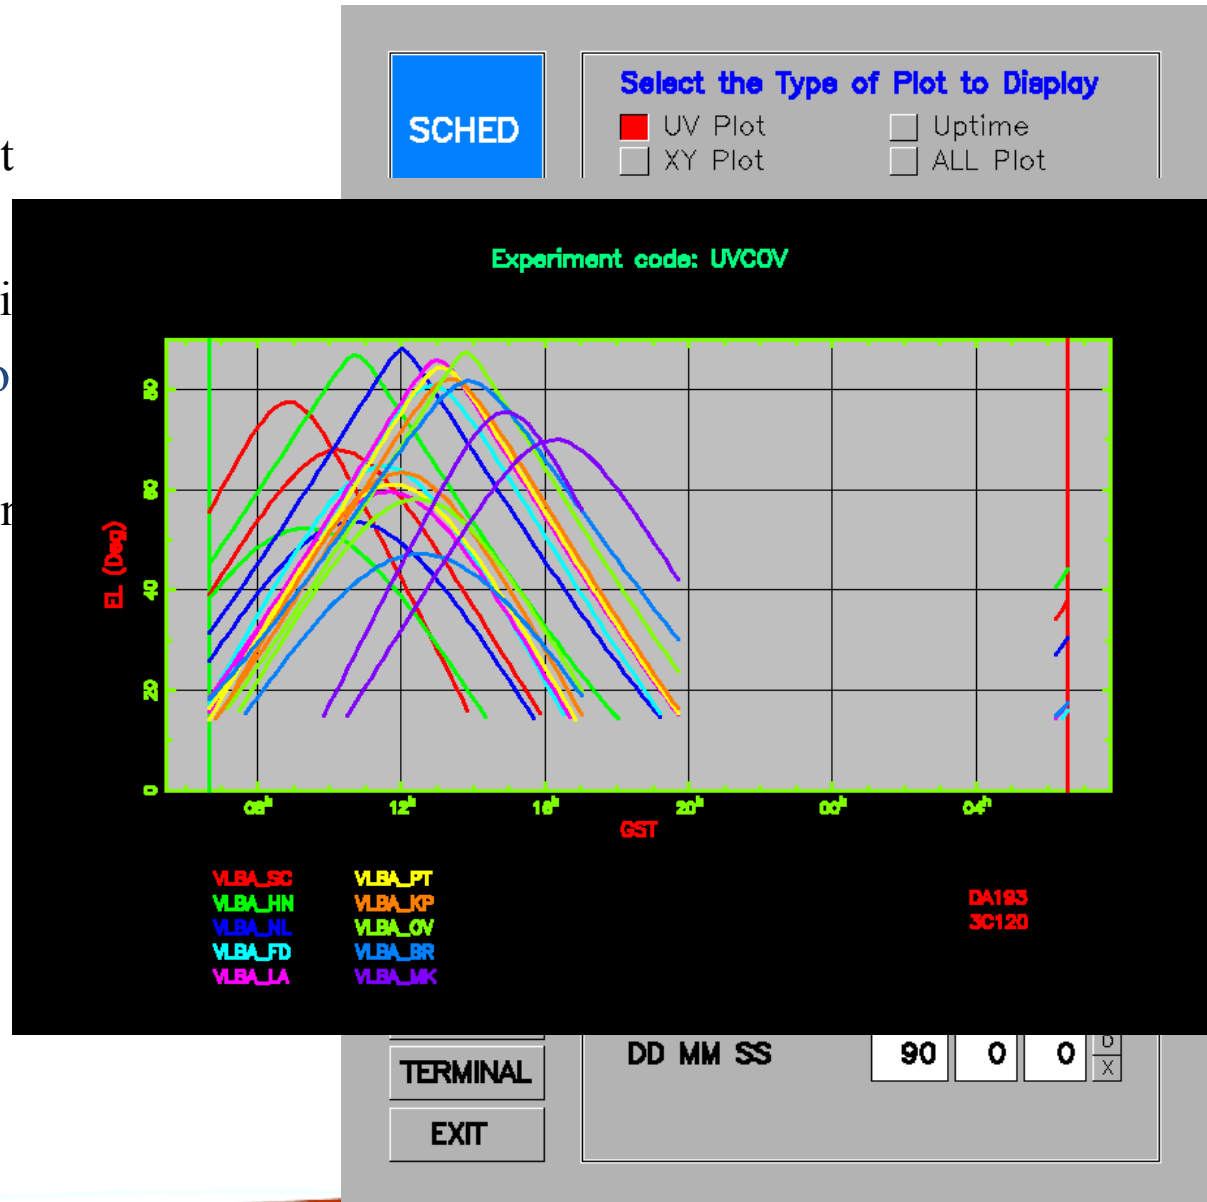 t
SCHED
Select the Type of Plot to Display
UV Plot
Uptime
XY Plot
ALL Plot
i
o
Experiment code: UVCOV
80
60
40
20
0
EL (Deg)
08h
12h
16h
20h
00h
04h
GST
VLBA_SC
VLBA_PT
VLBA_HN
VLBA_KP
VLBA_NL
VLBA_OV
VLBA_FD
VLBA_BR
VLBA_LA
VLBA_MK
DA193
3C120
TERMINAL
DD MM SS
90
0
0
X
EXIT